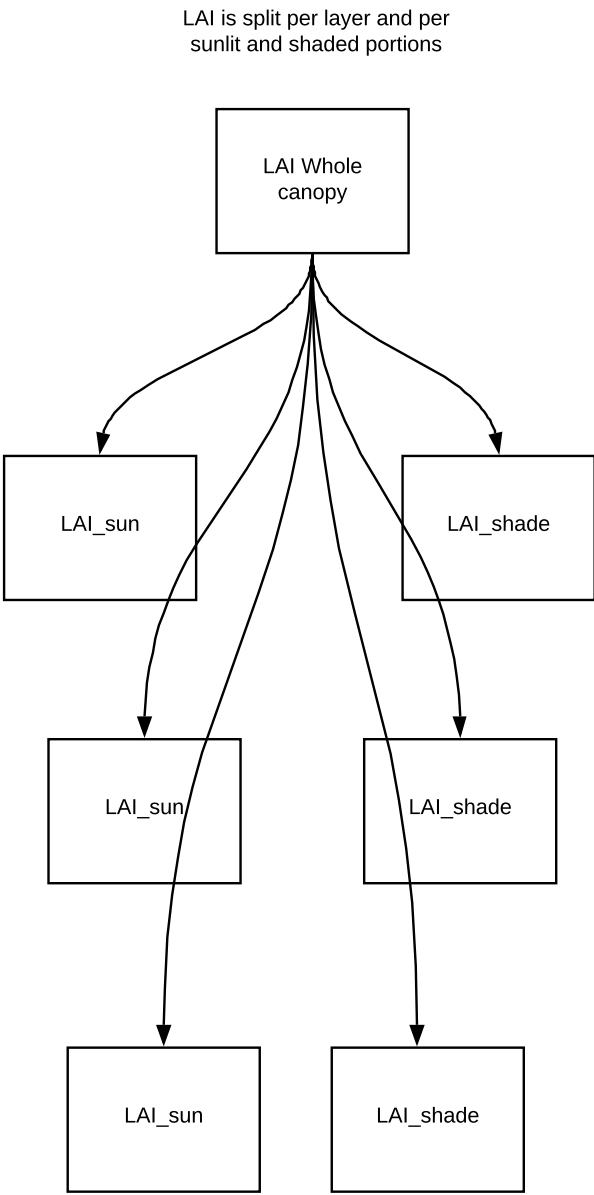 LAI is split per layer and per
sunlit and shaded portions
LAI Whole
canopy
LAI_sun
LAI_shade
LAI_sun
LAI_shade
LAI_sun
LAI_shade